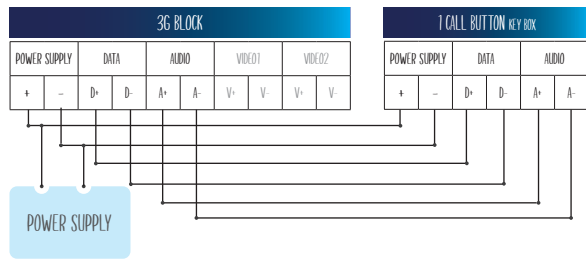 3G BLOCK
1 CALL BUTTON KEY BOX
POWER SUPPLY DATA AUDIO VIDEO1 VIDEO2
POWER SUPPLY DATA AUDIO
+ - D+ D- A+ A- V+ V- V+ V-
+ - D+ D- A+ A-
POWER SUPPLY